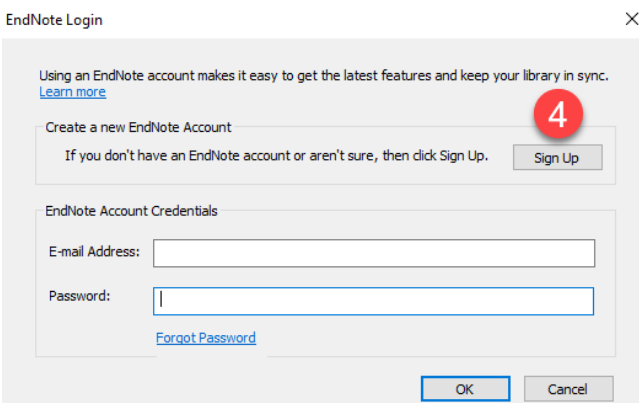 EndNote Login
Using an EndNote account makes it easy to get the latest features and keep your library in sync.
Learn more
Create a new EndNote Account
4
If you don't have an EndNote account or aren't sure, then click Sign Up.
Sign Up
EndNote Account Credentials
E-mail Address:
Password:
Forgot Password
OK
Cancel